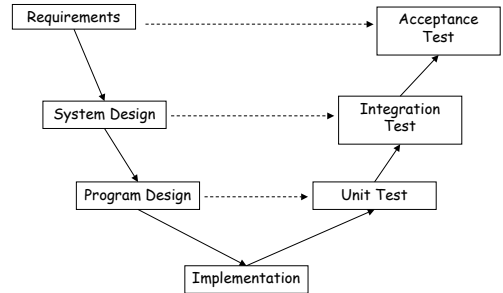 Requirements
Acceptance
Test
System Design
Integration
Test
Program Design
Unit Test
Implementation